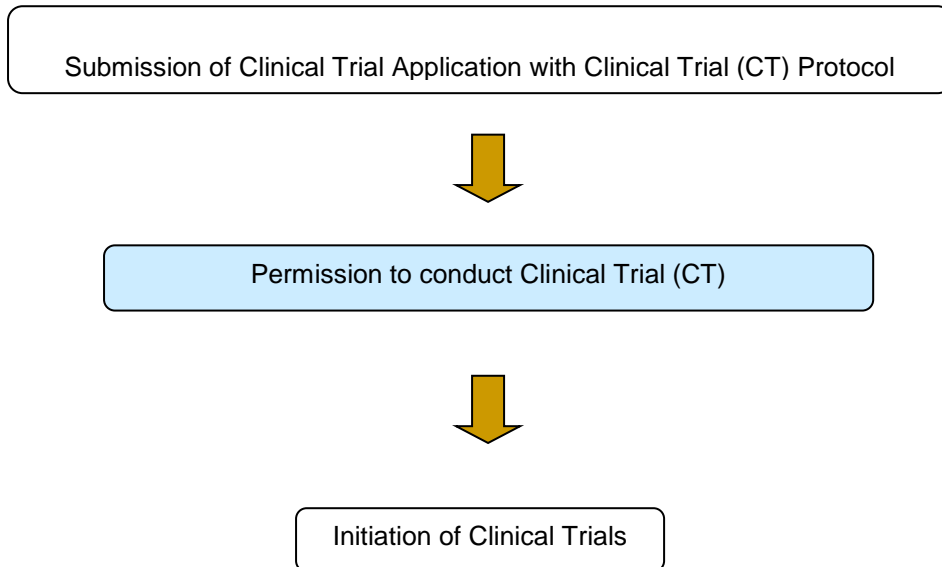 Submission of Clinical Trial Application with Clinical Trial (CT) Protocol
Permission to conduct Clinical Trial (CT)
Initiation of Clinical Trials